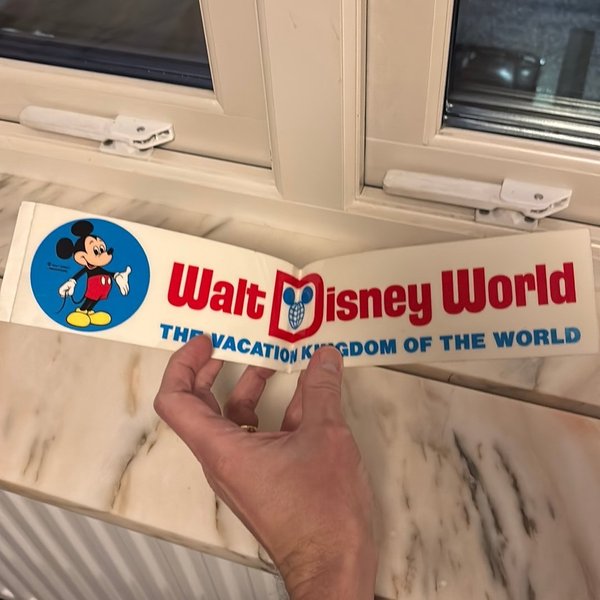 Walt Disney World
THE VACATION KINGDOM OF THE WORLD